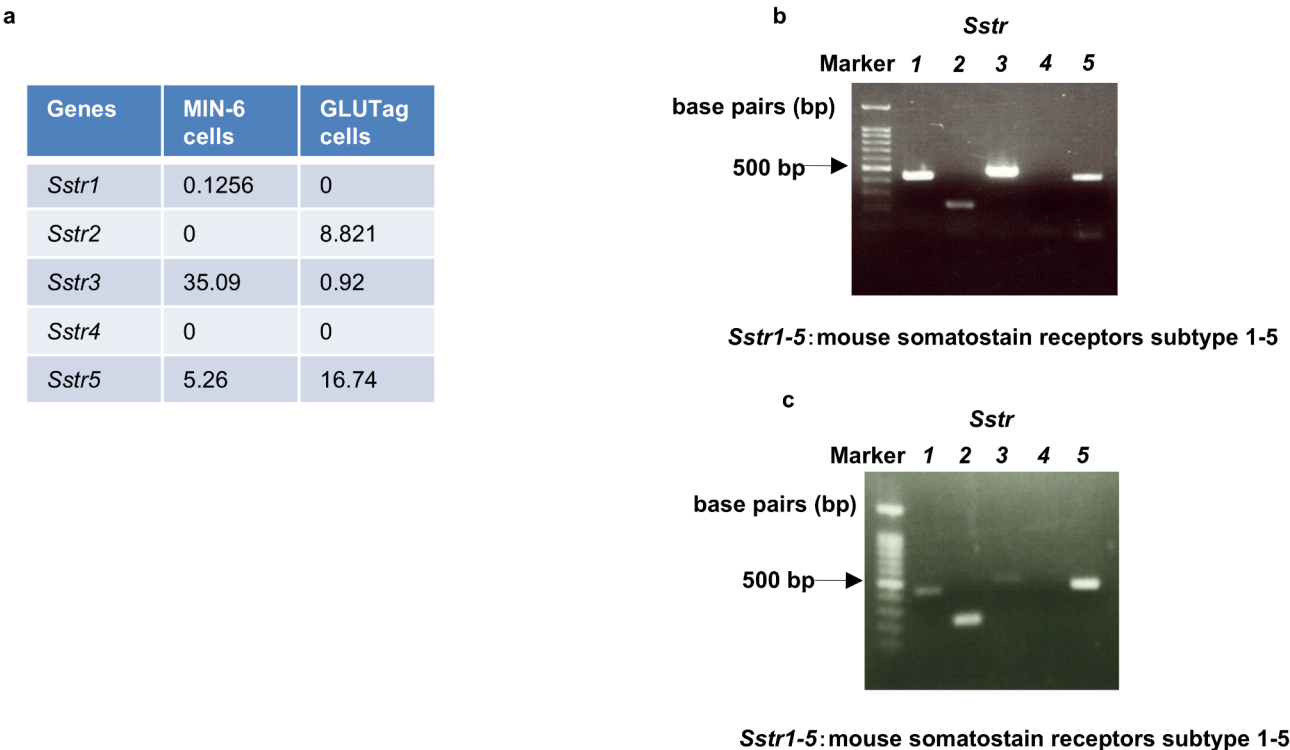 a
Genes MIN-6 cells GLUTag cells
Sstr1 0.1256 0
Sstr2 0 8.821
Sstr3 35.09 0.92
Sstr4 0 0
Sstr5 5.26 16.74
b
Sstr
Marker 1 2 3 4 5
base pairs (bp)
500 bp
Sstr1-5: mouse somatostain receptors subtype 1-5
c
Sstr
Marker 1 2 3 4 5
base pairs (bp)
500 bp
Sstr1-5: mouse somatostain receptors subtype 1-5